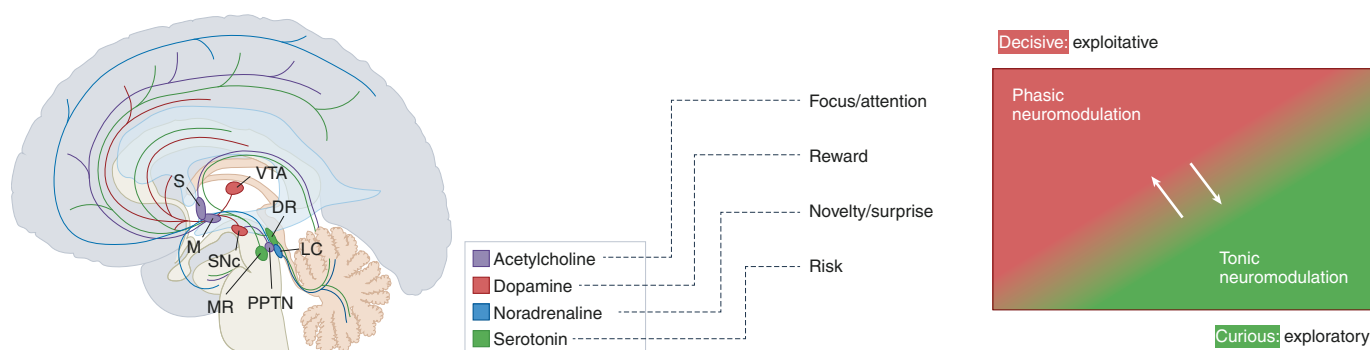 S
VTA
DR
M
LC
SNc
MR
PPTN
Acetylcholine
Dopamine
Noradrenaline
Serotonin
Focus/attention
Reward
Novelty/surprise
Risk
Decisive: exploitative
Phasic
neuromodulation
Tonic
neuromodulation
Curious: exploratory